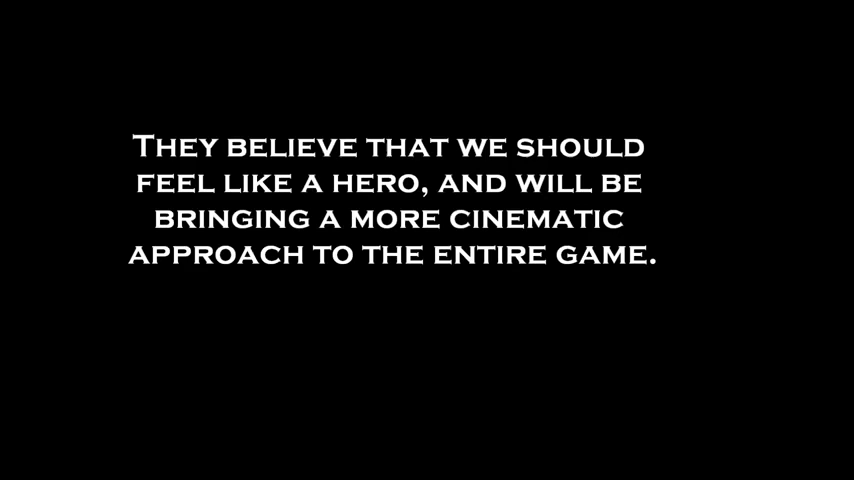 They believe that we should
feel like a hero, and will be
bringing a more cinematic
approach to the entire game.